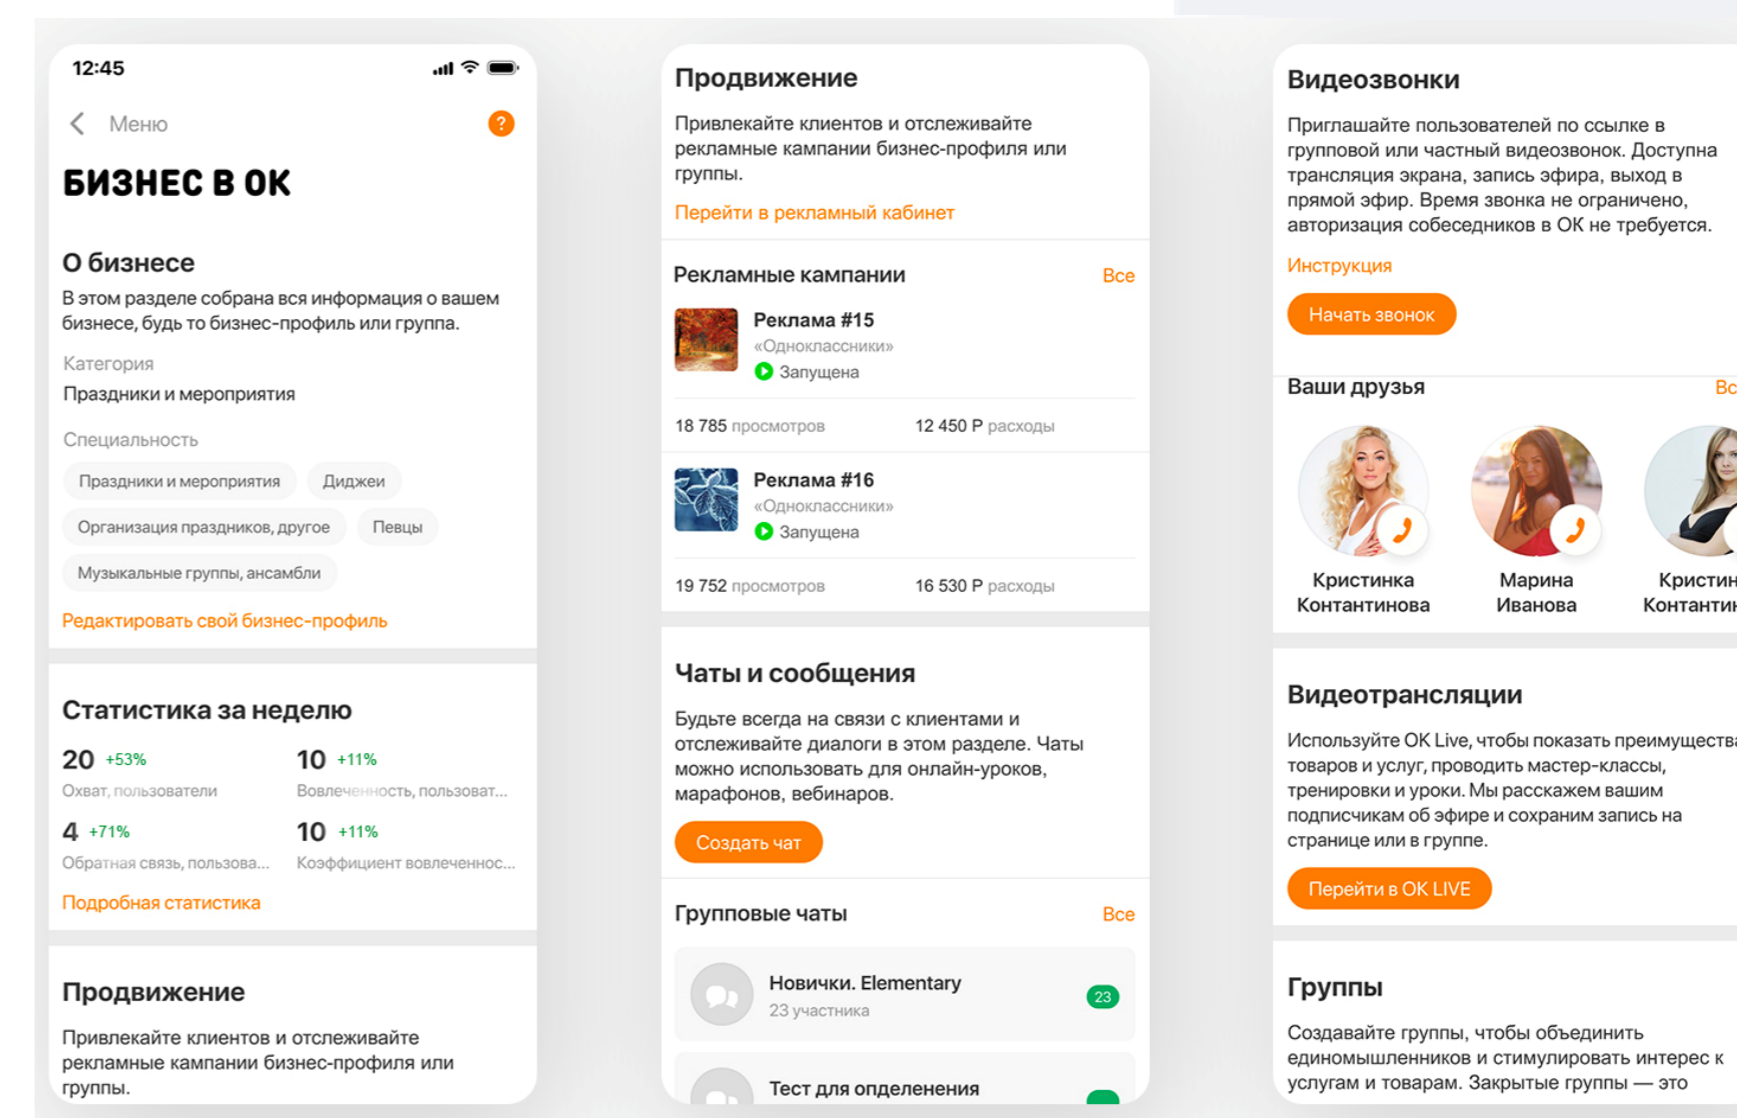 12:45
Меню
?
БИЗНЕС В ОК
О бизнесе
В этом разделе собрана вся информация о вашем
бизнесе, будь то бизнес-профиль или группа.
Категория
Праздники и мероприятия
Специальность
Праздники и мероприятия
Диджеи
Организация праздников, другое
Певцы
Музыкальные группы, ансамбли
Редактировать свой бизнес-профиль
Статистика за неделю
20 +53%
Охват, пользователи
10 +11%
Вовлеченность, пользоват...
4 +71%
Обратная связь, пользова...
10 +11%
Коэффициент вовлеченнос...
Подробная статистика
Продвижение
Привлекайте клиентов и отслеживайте
рекламные кампании бизнес-профиля или
группы.
Продвижение
Привлекайте клиентов и отслеживайте
рекламные кампании бизнес-профиля или
группы.
Перейти в рекламный кабинет
Рекламные кампании
Все
Реклама #15
«Одноклассники»
Запущена
18 785 просмотров
12 450 Р расходы
Реклама #16
«Одноклассники»
Запущена
19 752 просмотров
16 530 Р расходы
Чаты и сообщения
Будьте всегда на связи с клиентами и
отслеживайте диалоги в этом разделе. Чаты
можно использовать для онлайн-уроков,
марафонов, вебинаров.
Создать чат
Групповые чаты
Все
Новички. Elementary
23 участника
23
Тест для опделенения
Видеозвонки
Приглашайте пользователей по ссылке в
групповой или частный видеозвонок. Доступна
трансляция экрана, запись эфира, выход в
прямой эфир. Время звонка не ограничено,
авторизация собеседников в ОК не требуется.
Инструкция
Начать звонок
Ваши друзья
Вс
Кристинка
Контантинова
Марина
Иванова
Кристин
Контанти
Видеотрансляции
Используйте OK Live, чтобы показать преимущества
товаров и услуг, проводить мастер-классы,
тренировки и уроки. Мы расскажем вашим
подписчикам об эфире и сохраним запись на
странице или в группе.
Перейти в OK LIVE
Группы
Создавайте группы, чтобы объединить
единомышленников и стимулировать интерес к
услугам и товарам. Закрытые группы — это